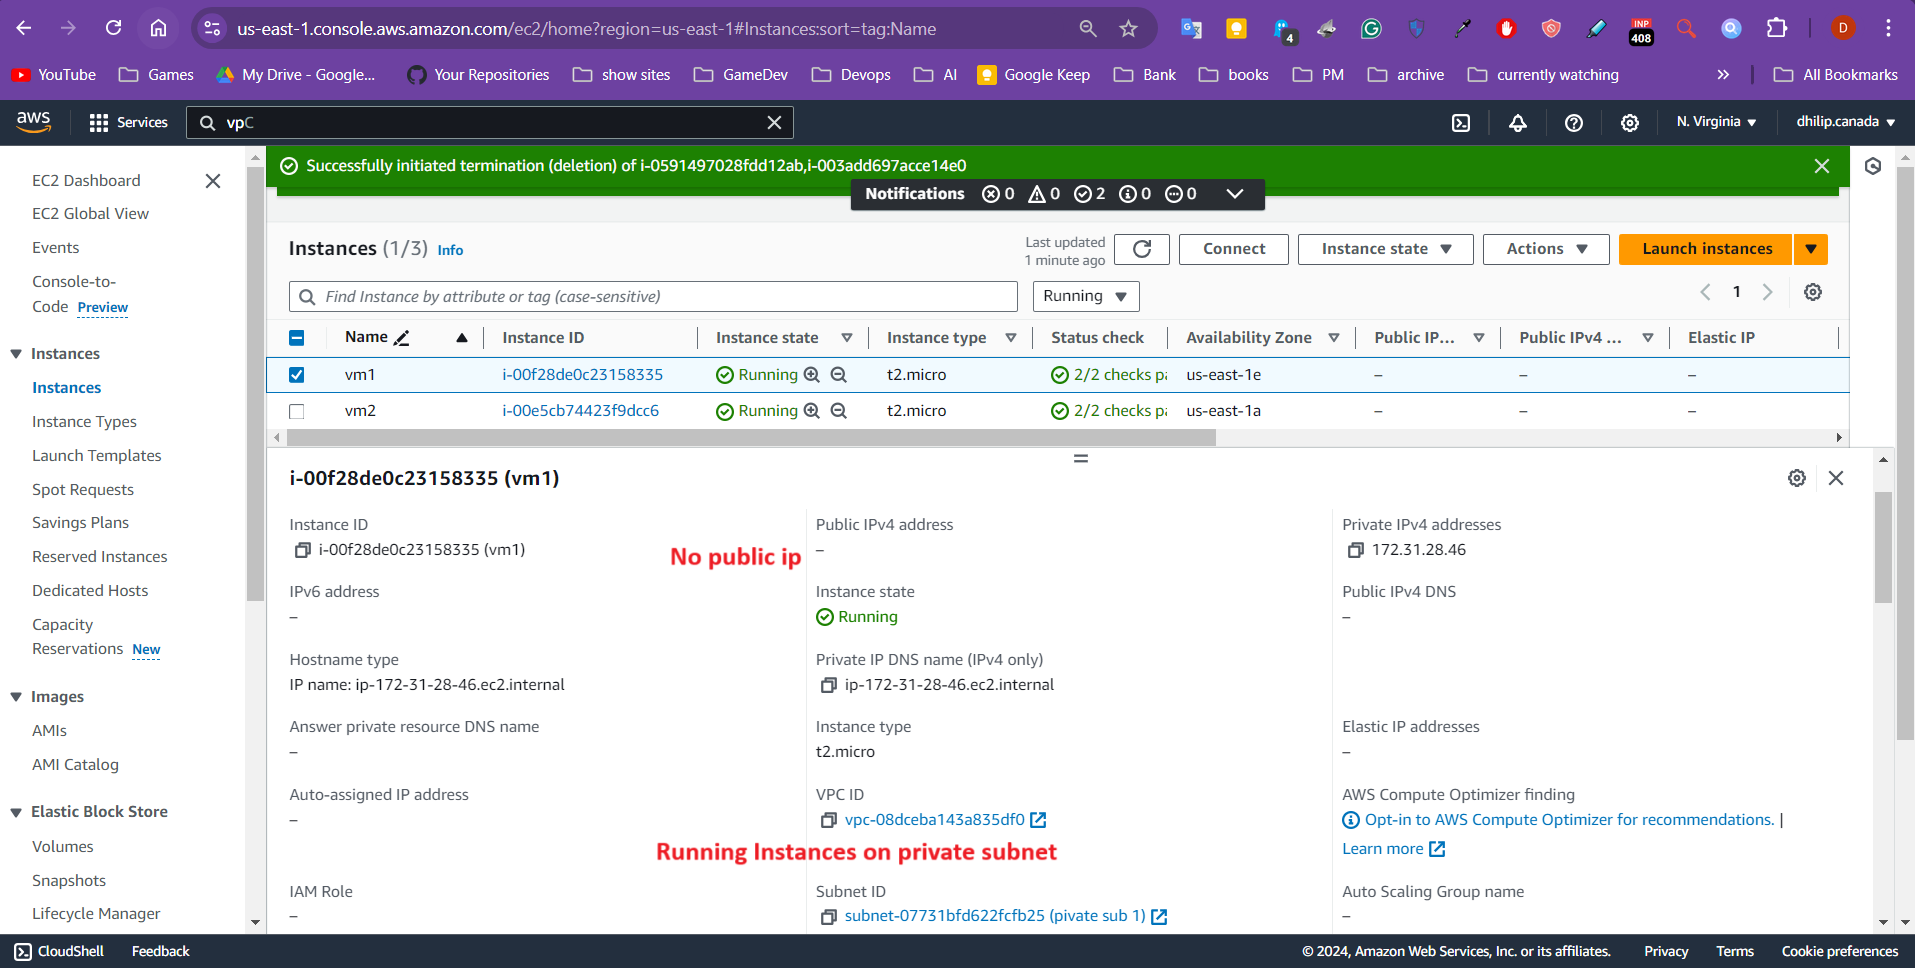 us-east-1.console.aws.amazon.com/ec2/home?region=us-east-1#Instances:sort=tag:Name
4
INP
408
D
YouTube Games My Drive - Google... Your Repositories show sites GameDev Devops AI Google Keep Bank books PM archive currently watching » All Bookmarks
aws Services vpC N. Virginia dhilip.canada
EC2 Dashboard
EC2 Global View
Events
Console-to-
Code Preview
Instances
Instances
Instance Types
Launch Templates
Spot Requests
Savings Plans
Reserved Instances
Dedicated Hosts
Capacity
Reservations New
Images
AMIs
AMI Catalog
Elastic Block Store
Volumes
Snapshots
Lifecycle Manager
Successfully initiated termination (deletion) of i-0591497028fdd12ab,i-003add697acce14e0
Notifications 0 0 2 0 0
Instances (1/3) Info
Last updated
1 minute ago
Connect Instance state Actions Launch instances
Find Instance by attribute or tag (case-sensitive) Running 1
Name Instance ID Instance state Instance type Status check Availability Zone Public IP... Public IPv4 ... Elastic IP
vm1 i-00f28de0c23158335 Running t2.micro 2/2 checks pa us-east-1e – – –
vm2 i-00e5cb74423f9dcc6 Running t2.micro 2/2 checks pa us-east-1a – – –
i-00f28de0c23158335 (vm1)
Instance ID
i-00f28de0c23158335 (vm1)
No public ip
Public IPv4 address
–
Private IPv4 addresses
172.31.28.46
IPv6 address
–
Instance state
Running
Public IPv4 DNS
–
Hostname type
IP name: ip-172-31-28-46.ec2.internal
Private IP DNS name (IPv4 only)
ip-172-31-28-46.ec2.internal
Answer private resource DNS name
–
Instance type
t2.micro
Elastic IP addresses
–
Auto-assigned IP address
–
VPC ID
vpc-08dceba143a835df0
AWS Compute Optimizer finding
Opt-in to AWS Compute Optimizer for recommendations. |
Learn more
Running Instances on private subnet
IAM Role
–
Subnet ID
subnet-07731bfd622fcfb25 (pivate sub 1)
Auto Scaling Group name
–
CloudShell Feedback © 2024, Amazon Web Services, Inc. or its affiliates. Privacy Terms Cookie preferences